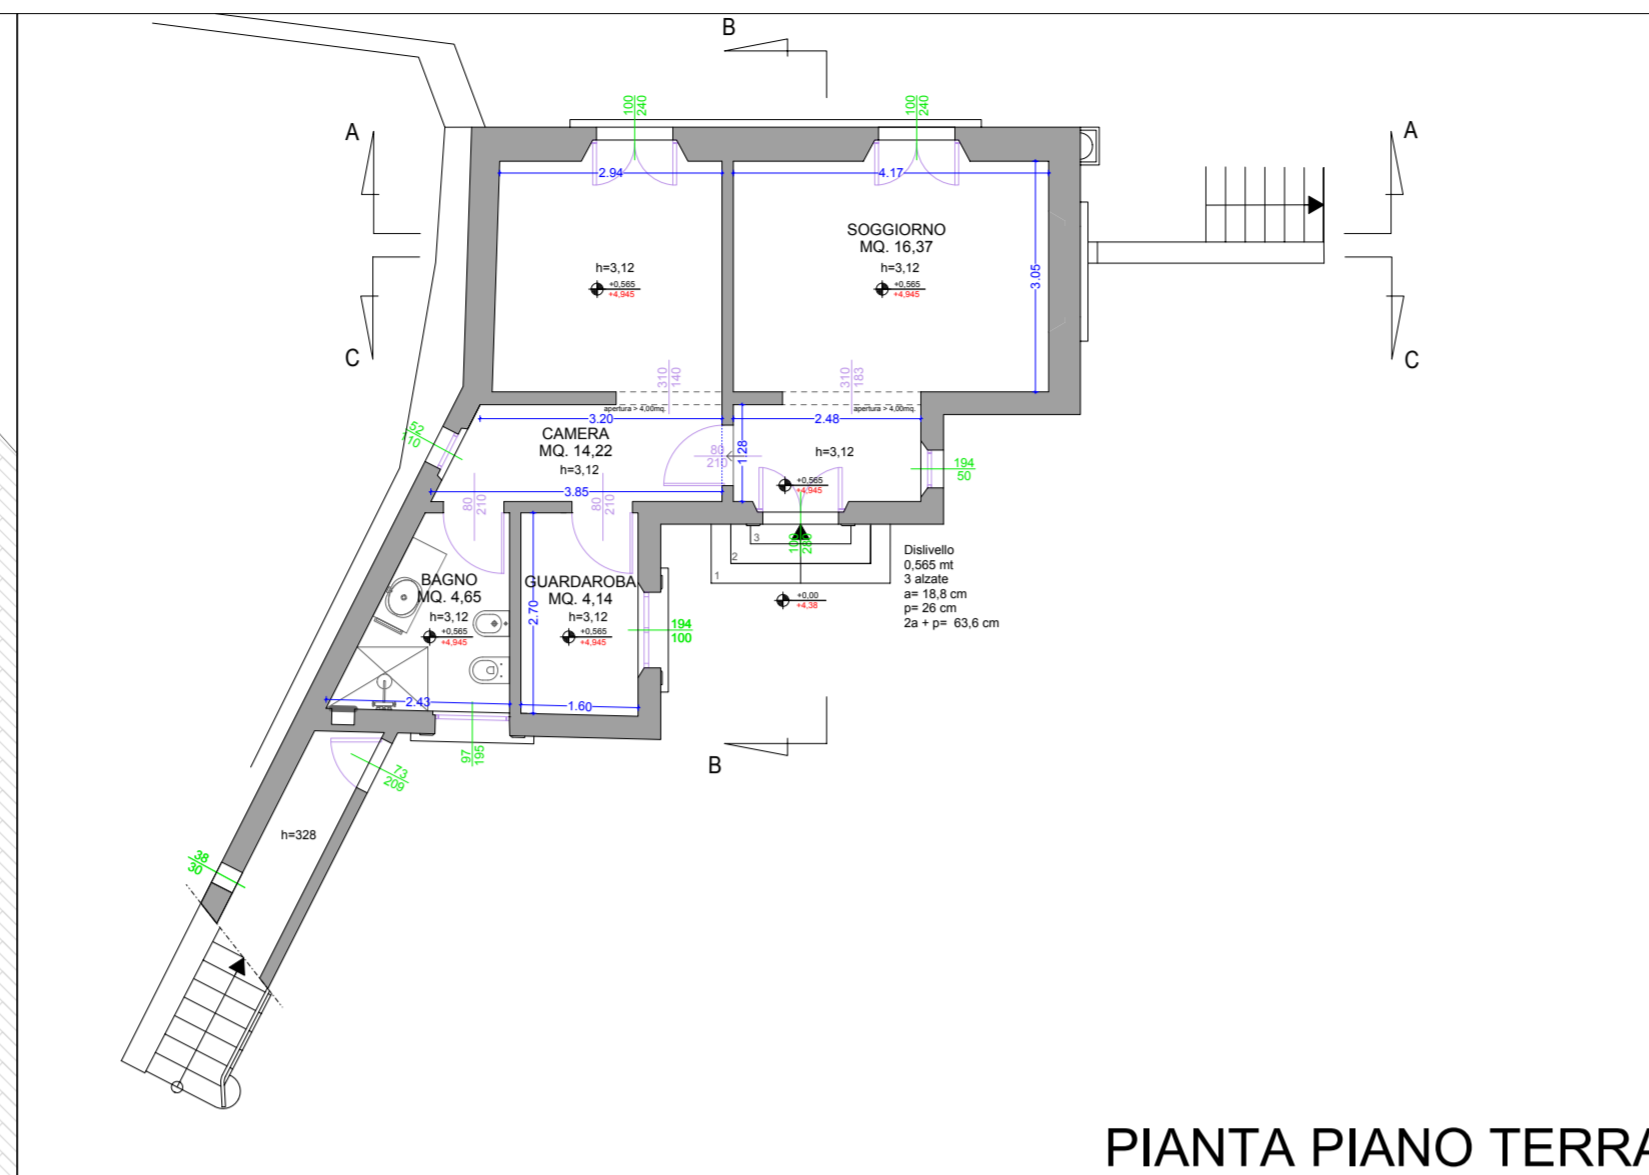 B
100
240
100
240
A
A
2.94
4.17
SOGGIORNO
MQ. 16,37
h=3,12
h=3,12
+0,565
+4,945
+0,565
+4,945
3.05
C
C
310
140
310
183
apertura > 4,00mq.
apertura > 4,00mq.
3.20
2.48
52
110
CAMERA
MQ. 14,22
h=3,12
80
210
1.28
h=3,12
194
50
3.85
+0,565
+4,945
80
210
80
210
100
280
3
2
1
Dislivello
0,565 mt
3 alzate
a= 18,8 cm
p= 26 cm
2a + p= 63,6 cm
BAGNO
MQ. 4,65
h=3,12
+0,565
+4,945
GUARDAROBA
MQ. 4,14
h=3,12
+0,565
+4,945
2.70
+0,00
+4,38
194
100
2.43
1.60
97
195
B
73
209
h=328
38
30
PIANTA PIANO TERRA